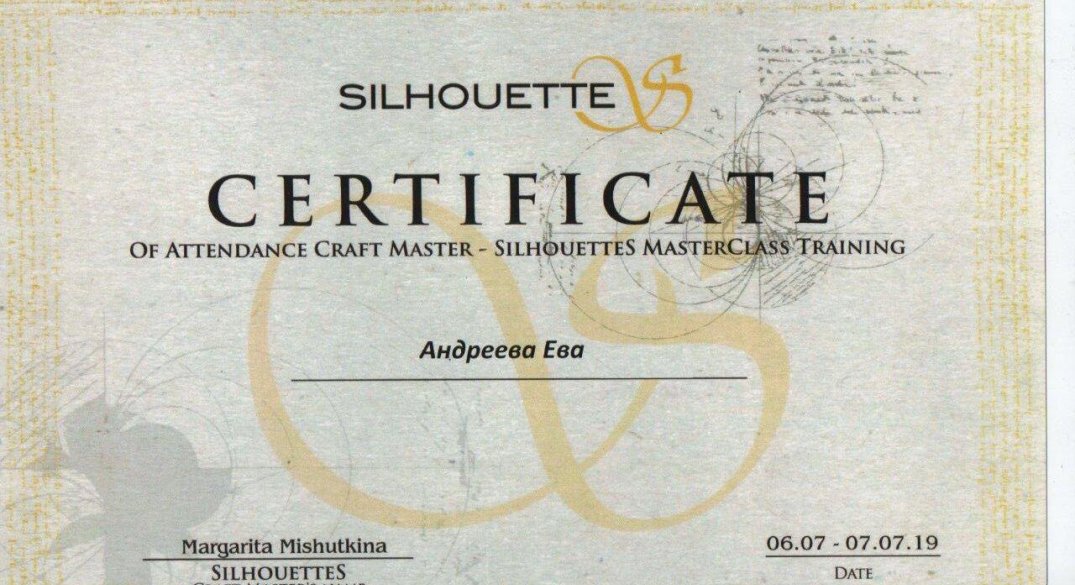 SILHOUETTE
CERTIFICATE
OF ATTENDANCE CRAFT MASTER - SILHOUETTES MASTERCLASS TRAINING
Андреева Ева
Margarita Mishutkina
06.07 - 07.07.19
SILHOUETTES
DATE